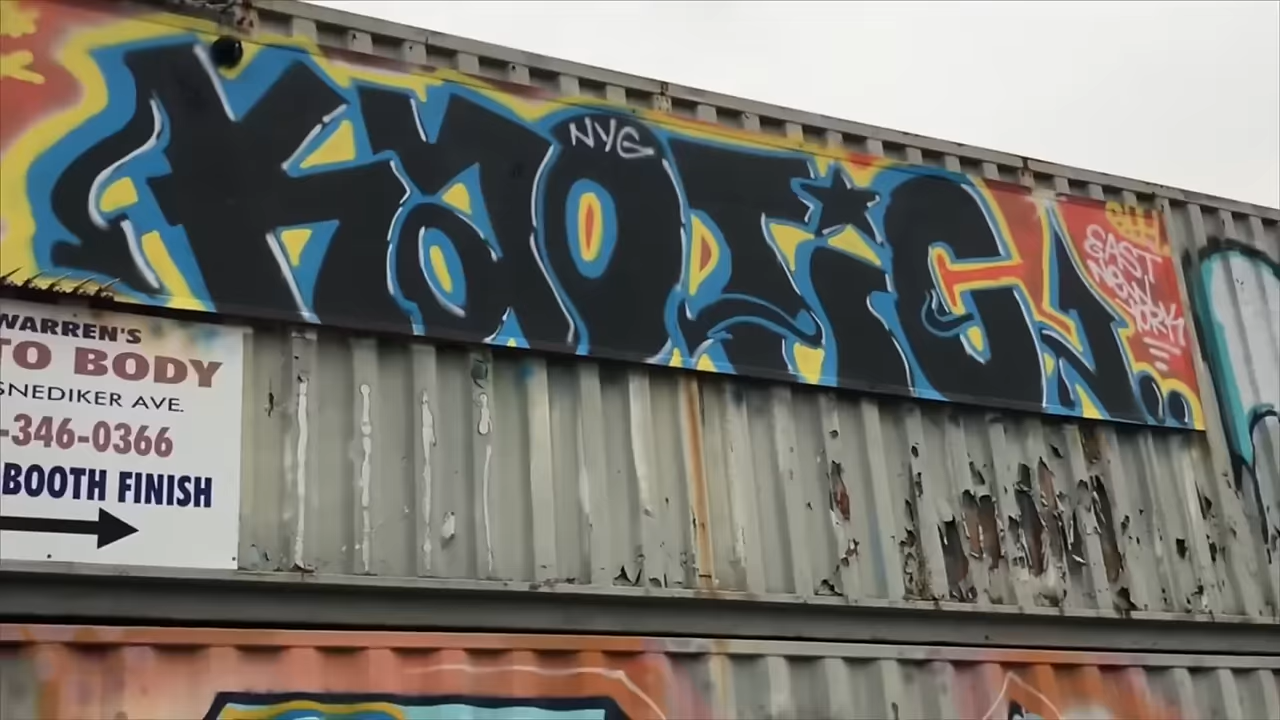 KAOTIC
NYG
EAST
NEW
YORK
WARREN'S
TO BODY
SNEDIKER AVE.
-346-0366
BOOTH FINISH